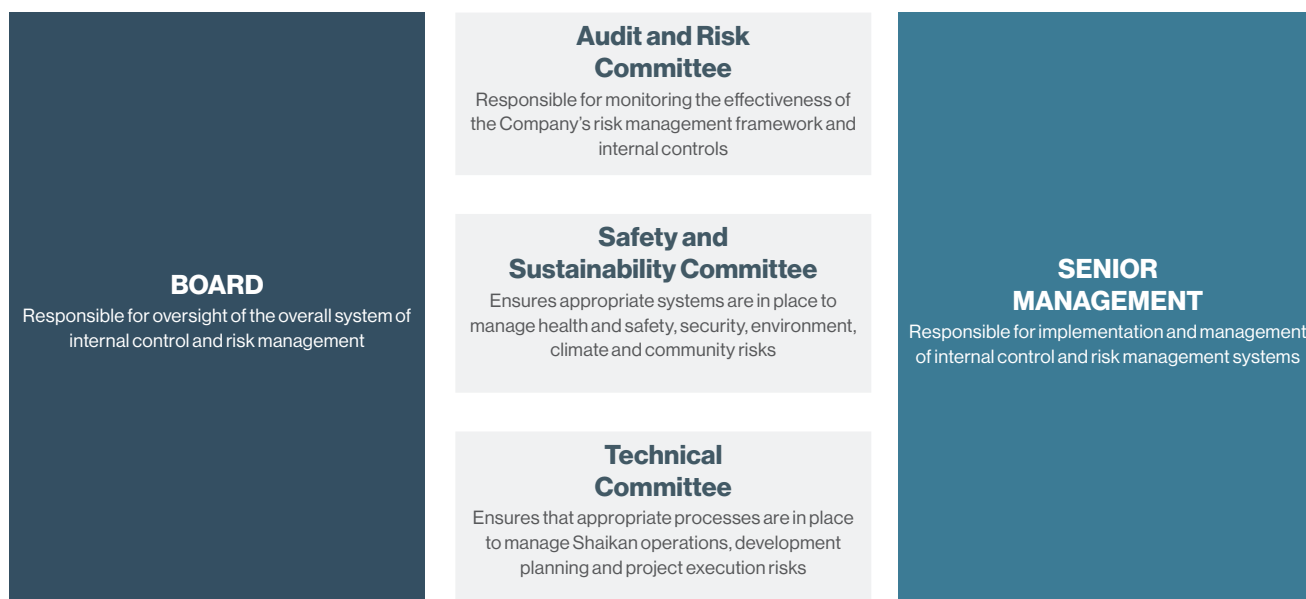 BOARD
Responsible for oversight of the overall system of
internal control and risk management
Audit and Risk
Committee
Responsible for monitoring the effectiveness of
the Company's risk management framework and
internal controls
Safety and
Sustainability Committee
Ensures appropriate systems are in place to
manage health and safety, security, environment,
climate and community risks
Technical
Committee
Ensures that appropriate processes are in place
to manage Shaikan operations, development
planning and project execution risks
SENIOR
MANAGEMENT
Responsible for implementation and management
of internal control and risk management systems